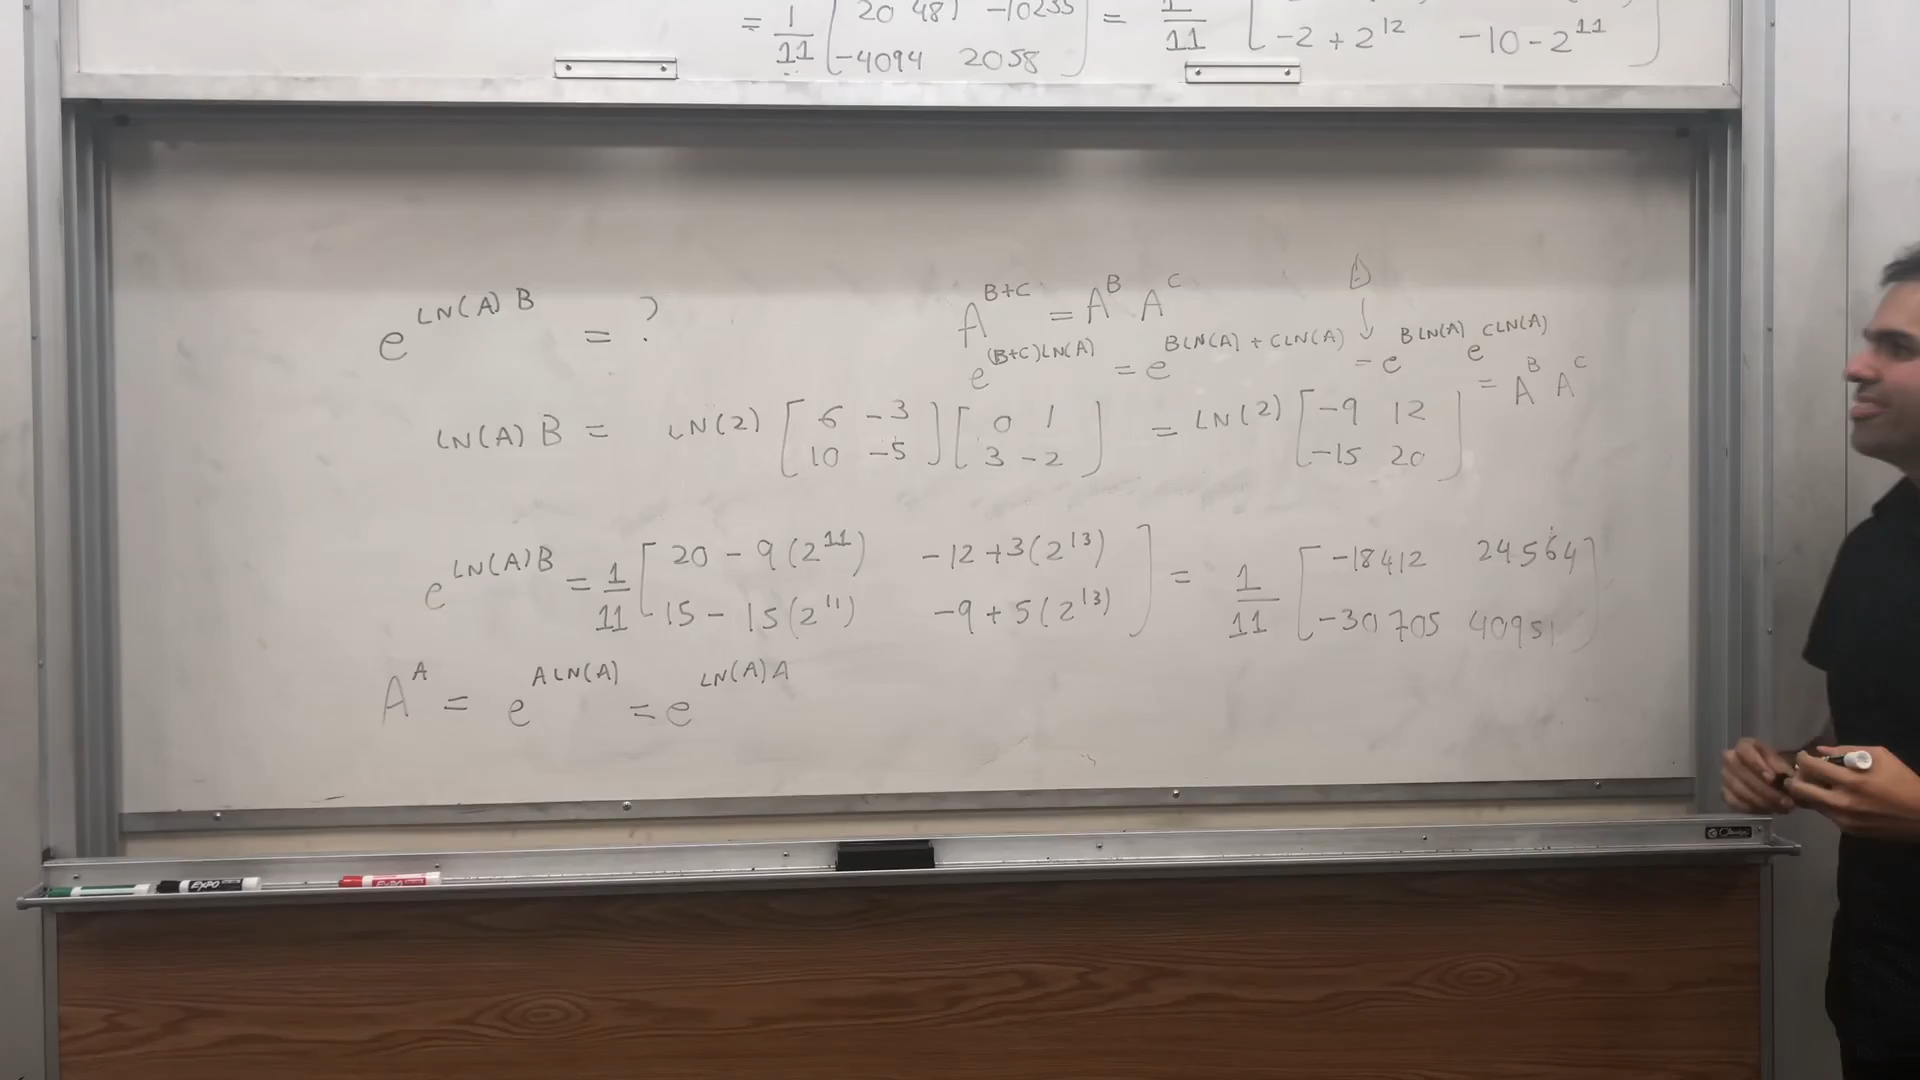 = 1/11 [ 20 48) -10235 ] = 1/11 [
-4094 2058 -2 + 2^12 -10 - 2^11 ]
e^LN(A) B = ?
A^B+C = A^B A^C
e^(B+C)LN(A) = e^BLN(A) + CLN(A) = e^BLN(A) e^CLN(A)
= A^B A^C
LN(A) B = LN(2) [ 6 -3 ] [ 0 1 ] = LN(2) [ -9 12 ]
10 -5 3 -2 -15 20
e^LN(A)B = 1/11 [ 20 - 9(2^11) -12 + 3(2^13) ] = 1/11 [ -18412 24564 ]
15 - 15(2^11) -9 + 5(2^13) -30705 40951
A^A = e^A LN(A) = e^LN(A) A
EXPO